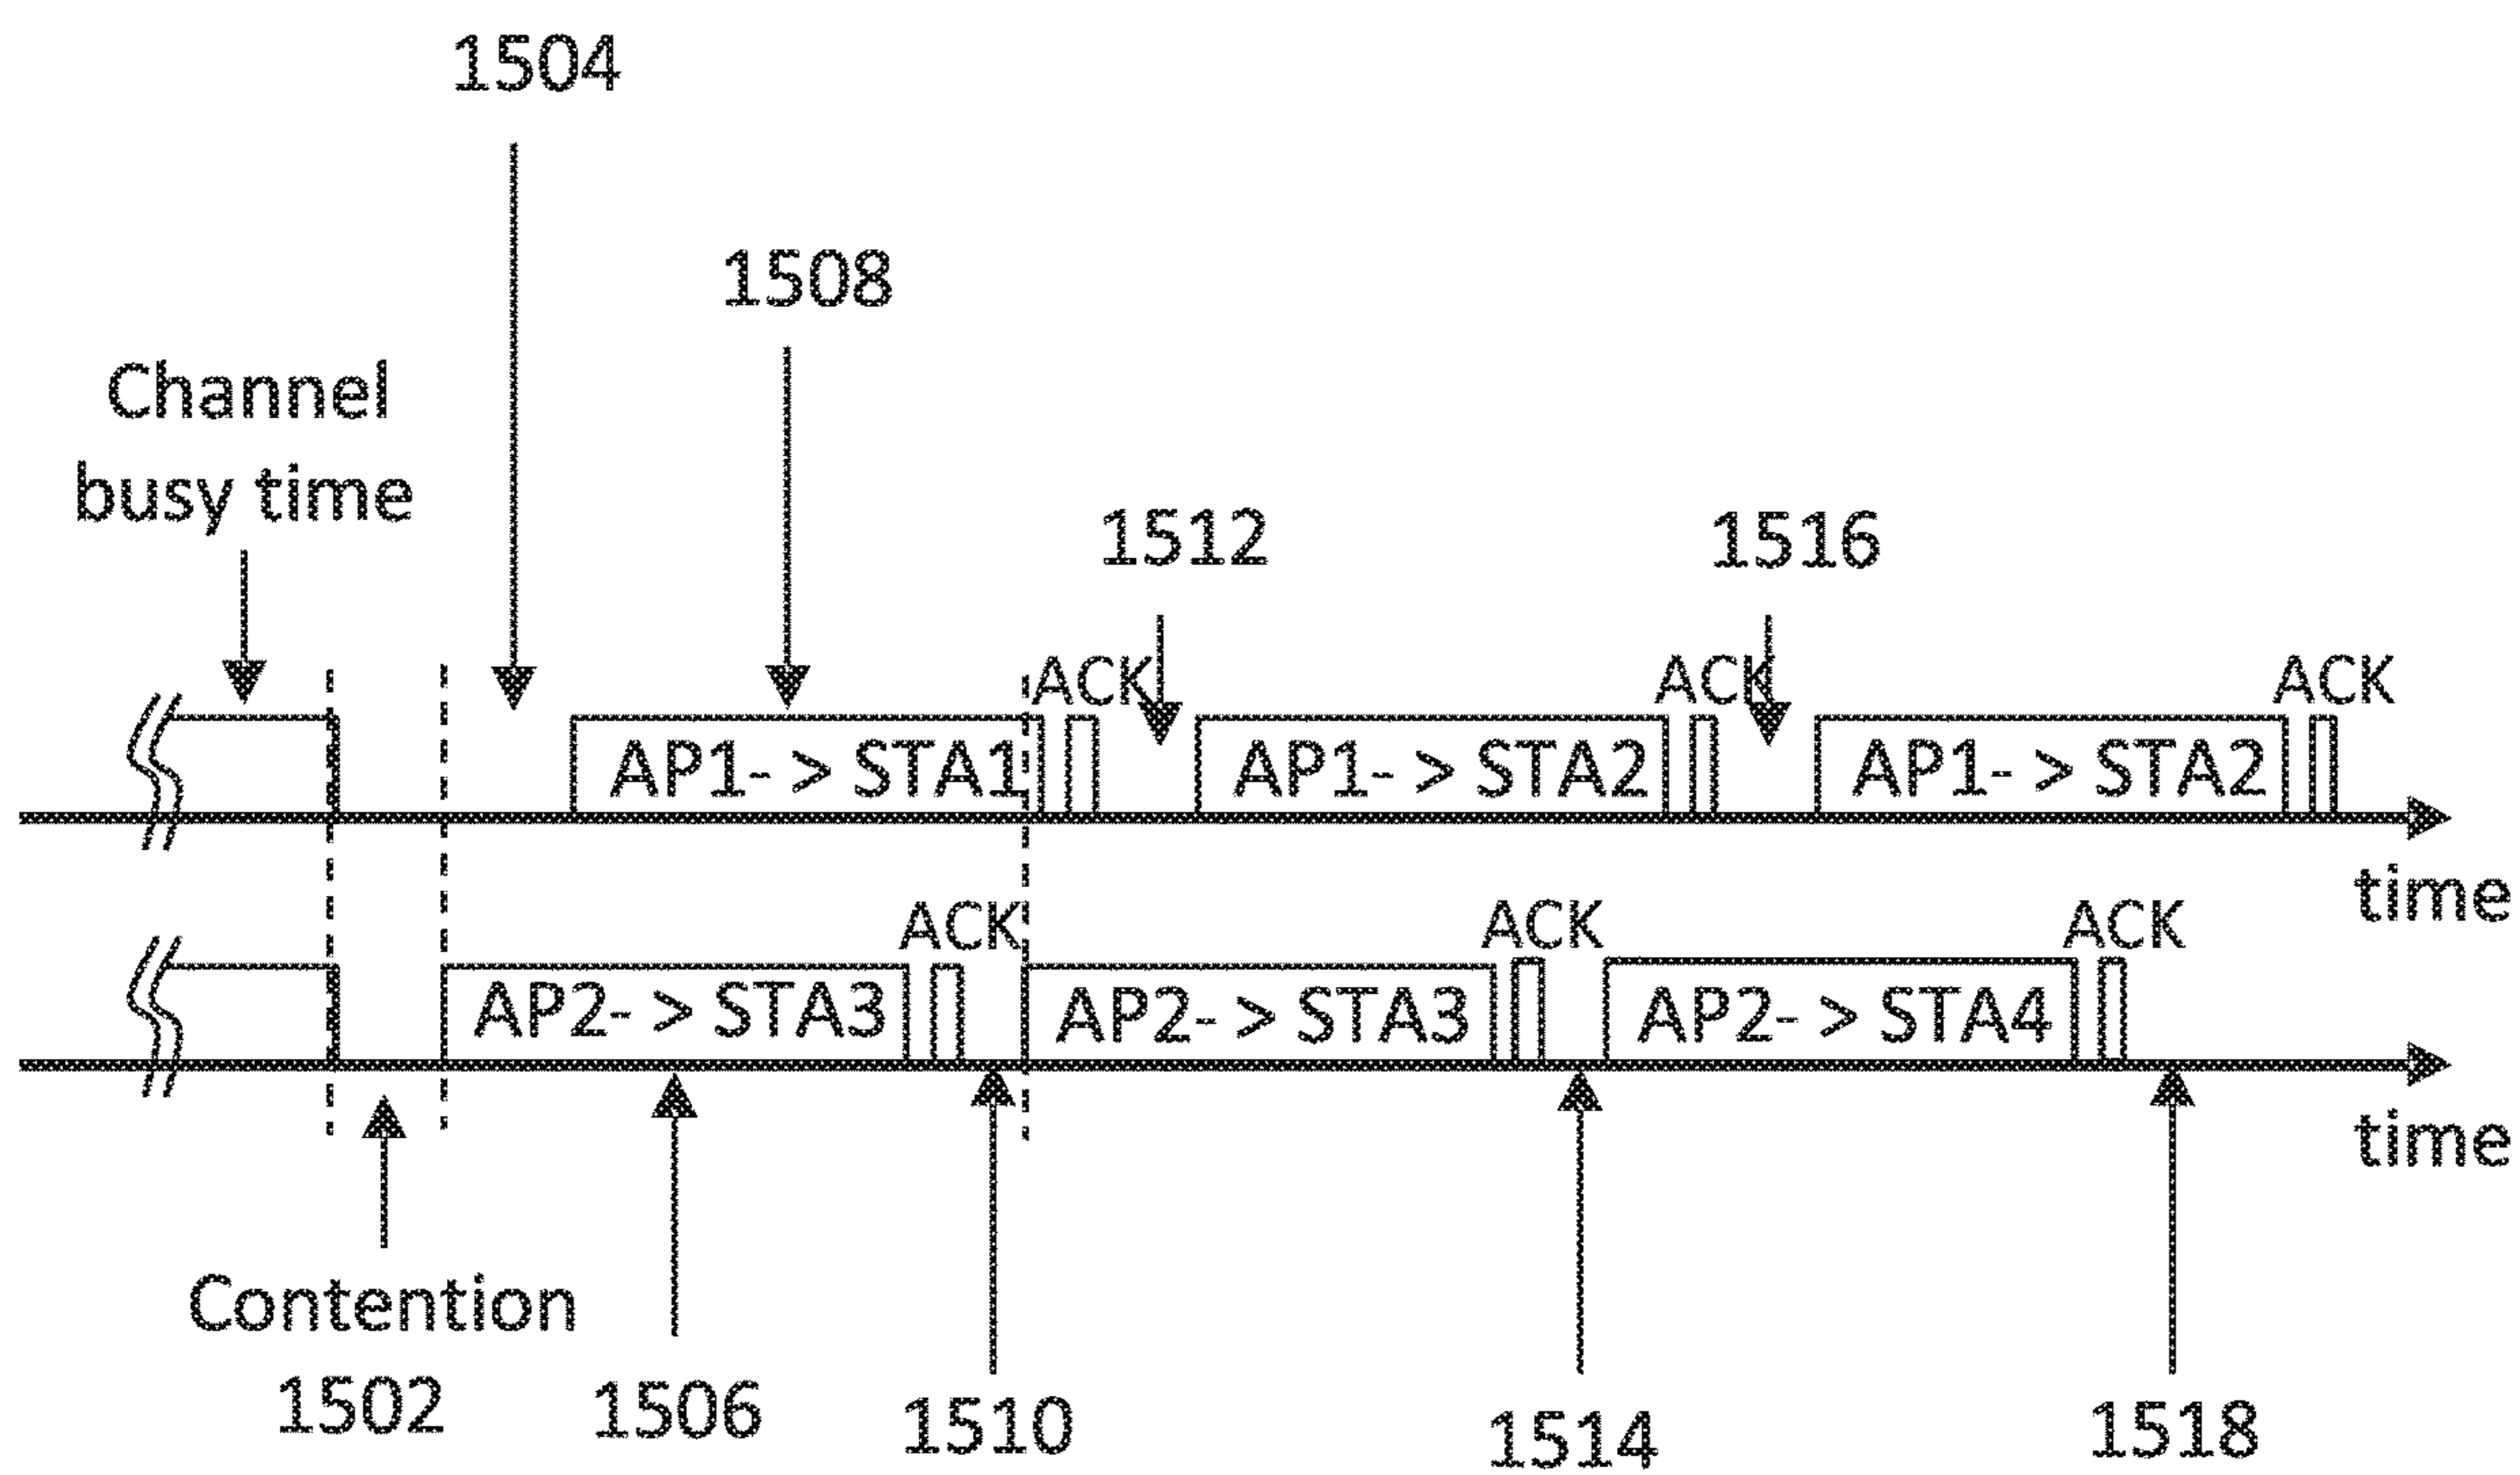 1504
1508
Channel
busy time
1512
1516
ACK
ACK
ACK
AP1- > STA1
AP1- > STA2
AP1- > STA2
time
ACK
ACK
ACK
AP2- > STA3
AP2- > STA3
AP2- > STA4
time
Contention
1502
1506
1510
1514
1518